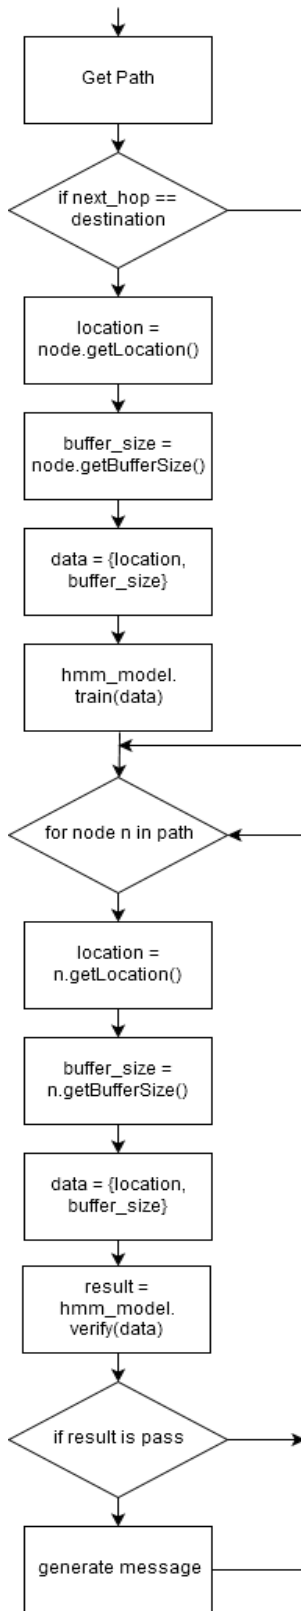 Get Path
if next_hop ==
destination
location =
node.getLocation()
buffer_size =
node.getBufferSize()
data = {location,
buffer_size}
hmm_model.
train(data)
for node n in path
location =
n.getLocation()
buffer_size =
n.getBufferSize()
data = {location,
buffer_size}
result =
hmm_model.
verify(data)
if result is pass
generate message